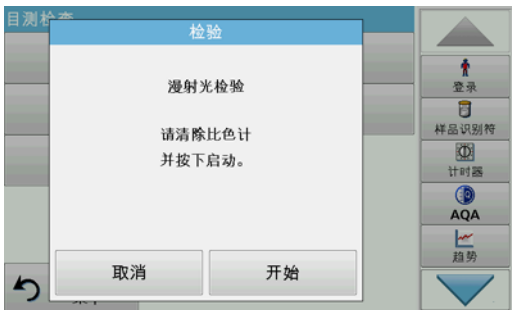 目测检查
检验
漫射光检验
请清除比色计
并按下启动。
取消
开始
登录
样品识别符
计时器
AQA
趋势